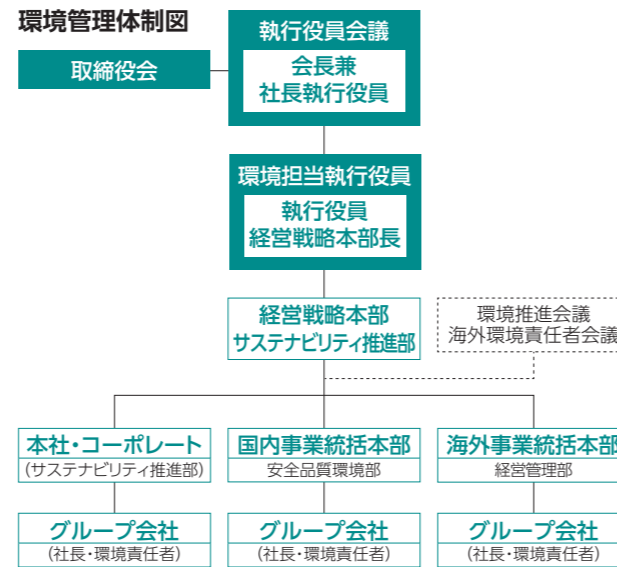 環境管理体制図
執行役員会議
会長兼
社長執行役員
取締役会
環境担当執行役員
執行役員
経営戦略本部長
経営戦略本部
サステナビリティ推進部
環境推進会議
海外環境責任者会議
本社・コーポレート
(サステナビリティ推進部)
国内事業統括本部
安全品質環境部
海外事業統括本部
経営管理部
グループ会社
(社長・環境責任者)
グループ会社
(社長・環境責任者)
グループ会社
(社長・環境責任者)